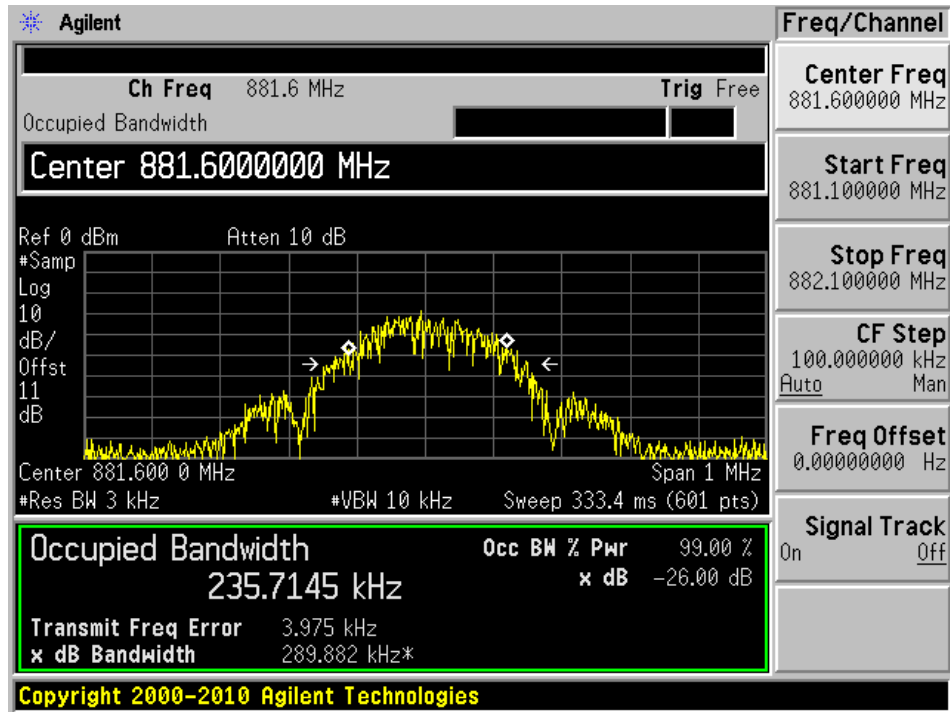 Agilent
Freq/Channel
Ch Freq 881.6 MHz Trig Free
Occupied Bandwidth
Center 881.6000000 MHz
Ref 0 dBm Atten 10 dB
#Samp
Log
10
dB/
Offst
11
dB
Center 881.600 0 MHz Span 1 MHz
#Res BW 3 kHz #VBW 10 kHz Sweep 333.4 ms (601 pts)
Occupied Bandwidth Occ BW % Pwr 99.00 %
235.7145 kHz x dB -26.00 dB
Transmit Freq Error 3.975 kHz
x dB Bandwidth 289.882 kHz*
Copyright 2000-2010 Agilent Technologies
Center Freq
881.600000 MHz
Start Freq
881.100000 MHz
Stop Freq
882.100000 MHz
CF Step
100.000000 kHz
Auto Man
Freq Offset
0.00000000 Hz
Signal Track
On Off